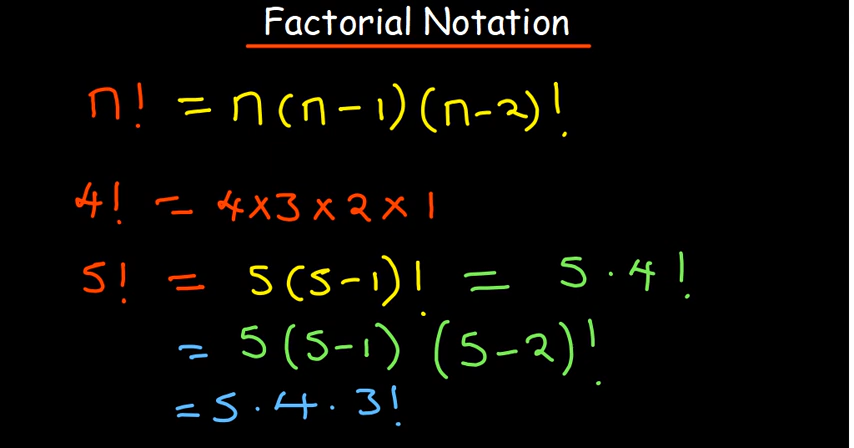 Factorial Notation
n! = n(n-1)(n-2)!
4! = 4×3×2×1
5! = 5(5-1)! = 5·4!
= 5(5-1)(5-2)!
= 5·4·3!